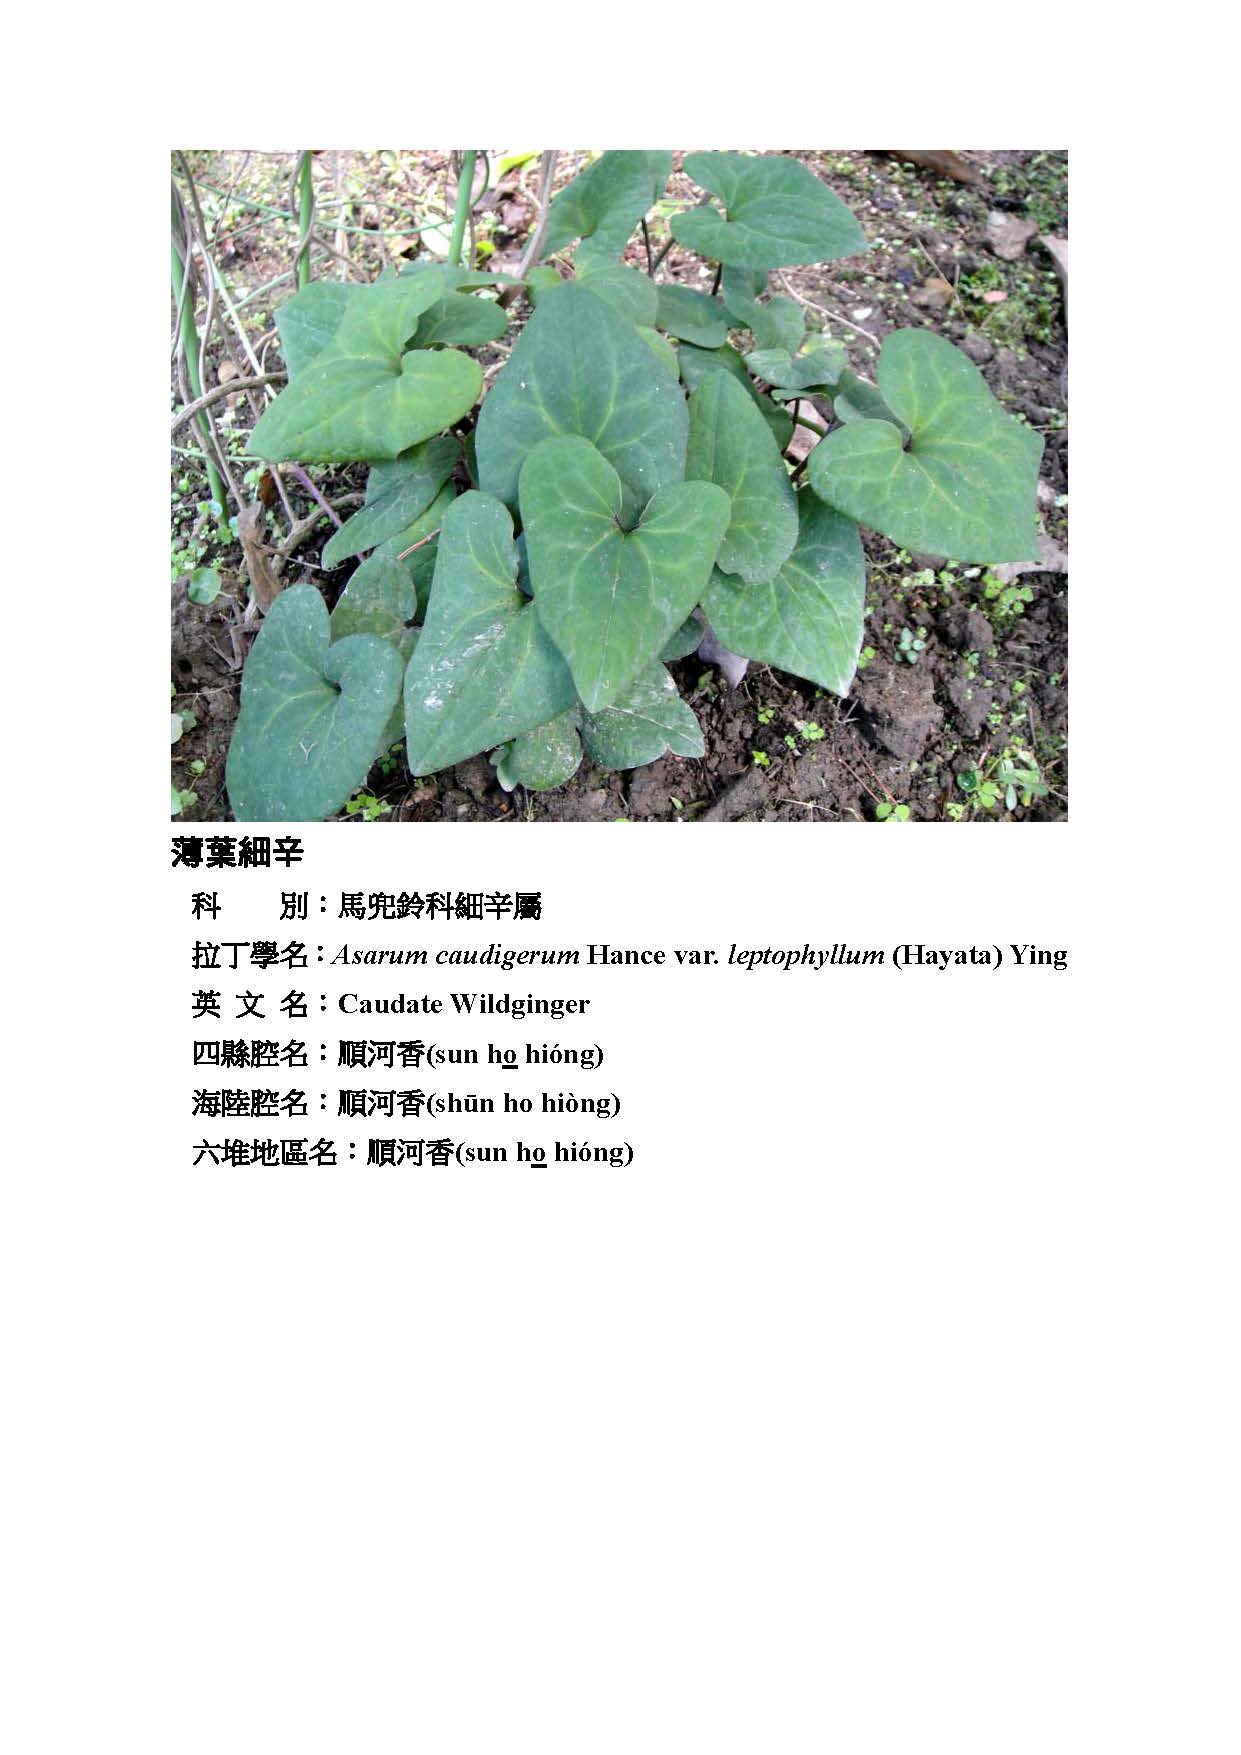 薄葉細辛
科　　別：馬兜鈴科細辛屬
拉丁學名：Asarum caudigerum Hance var. leptophyllum (Hayata) Ying
英 文 名：Caudate Wildginger
四縣腔名：順河香(sun ho hióng)
海陸腔名：順河香(shūn ho hiòng)
六堆地區名：順河香(sun ho hióng)